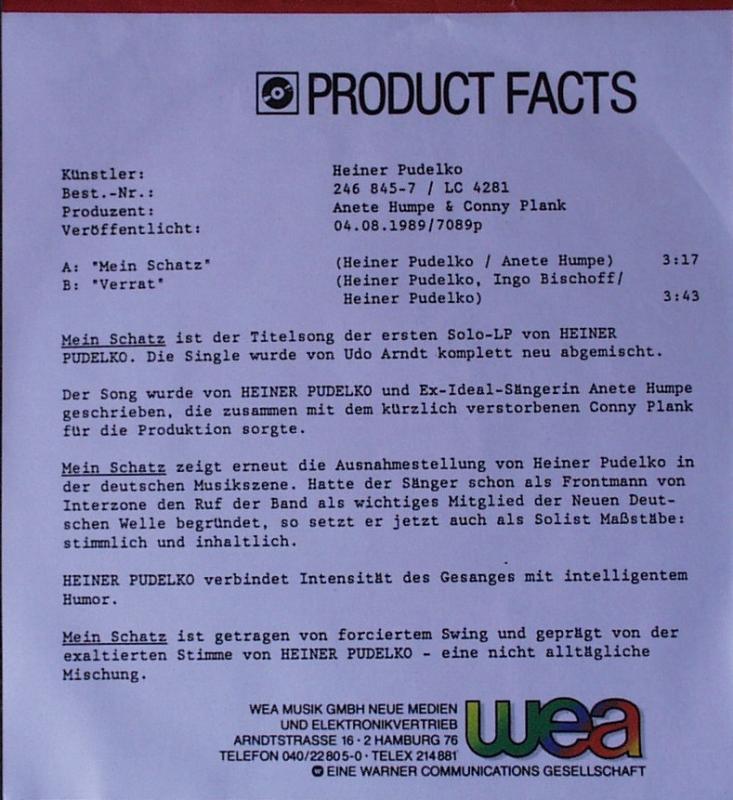 PRODUCT FACTS
Künstler: Heiner Pudelko
Best.-Nr.: 246 845-7 / LC 4281
Produzent: Anete Humpe & Conny Plank
Veröffentlicht: 04.08.1989/7089p
A: "Mein Schatz" (Heiner Pudelko / Anete Humpe) 3:17
B: "Verrat" (Heiner Pudelko, Ingo Bischoff/
Heiner Pudelko) 3:43
Mein Schatz ist der Titelsong der ersten Solo-LP von HEINER
PUDELKO. Die Single wurde von Udo Arndt komplett neu abgemischt.
Der Song wurde von HEINER PUDELKO und Ex-Ideal-Sängerin Anete Humpe
geschrieben, die zusammen mit dem kürzlich verstorbenen Conny Plank
für die Produktion sorgte.
Mein Schatz zeigt erneut die Ausnahmestellung von Heiner Pudelko in
der deutschen Musikszene. Hatte der Sänger schon als Frontmann von
Interzone den Ruf der Band als wichtiges Mitglied der Neuen Deut-
schen Welle begründet, so setzt er jetzt auch als Solist Maßstäbe:
stimmlich und inhaltlich.
HEINER PUDELKO verbindet Intensität des Gesanges mit intelligentem
Humor.
Mein Schatz ist getragen von forciertem Swing und geprägt von der
exaltierten Stimme von HEINER PUDELKO - eine nicht alltägliche
Mischung.
WEA MUSIK GMBH NEUE MEDIEN
UND ELEKTRONIKVERTRIEB
ARNDTSTRASSE 16 · 2 HAMBURG 76
TELEFON 040/22805-0 · TELEX 214881
wea
EINE WARNER COMMUNICATIONS GESELLSCHAFT